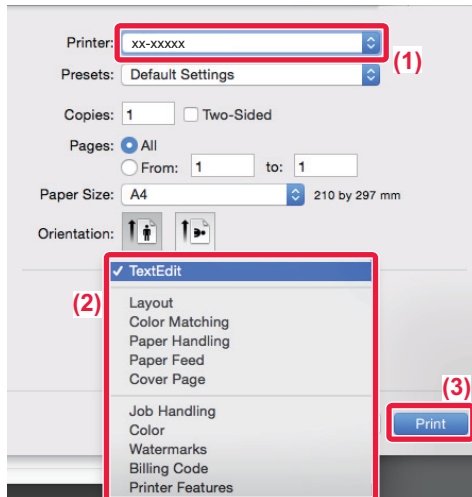 Printer: xx-xxxxx
(1)
Presets: Default Settings
Copies: 1 Two-Sided
Pages: All
From: 1 to: 1
Paper Size: A4 210 by 297 mm
Orientation:
✓ TextEdit
(2)
Layout
Color Matching
Paper Handling
Paper Feed
Cover Page
(3)
Job Handling
Color
Print
Watermarks
Billing Code
Printer Features